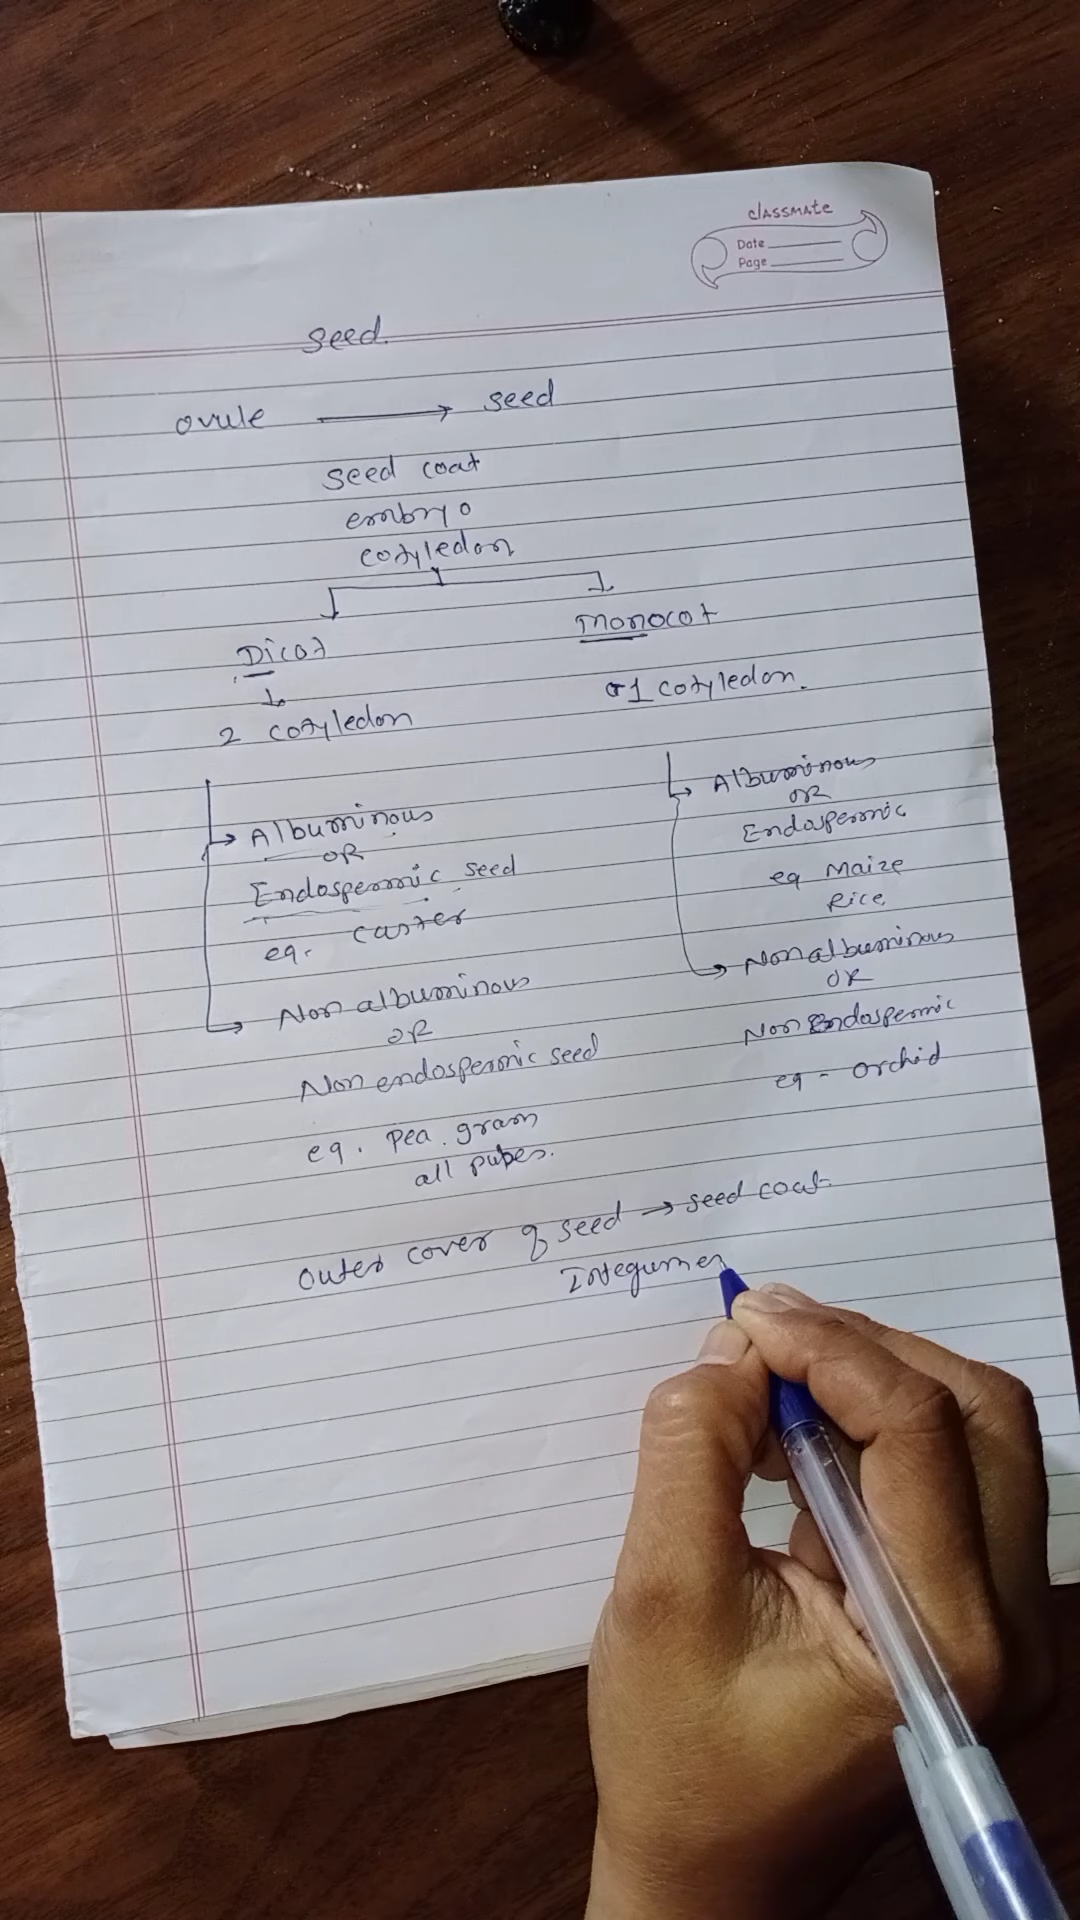 classmate
Date
Page
Seed.
ovule → seed
seed coat
embryo
cotyledon
Dicot
Monocot
2 cotyledon
1 cotyledon.
Albuminous
OR
Endospermic seed
eg. caster
Non albuminous
OR
Non endospermic seed
eg. Pea. gram
all pulses.
Albuminous
OR
Endospermic
eg Maize
Rice.
Non albuminous
OR
Non Endospermic
eg - orchid
outer cover of seed → seed coat
Integumen